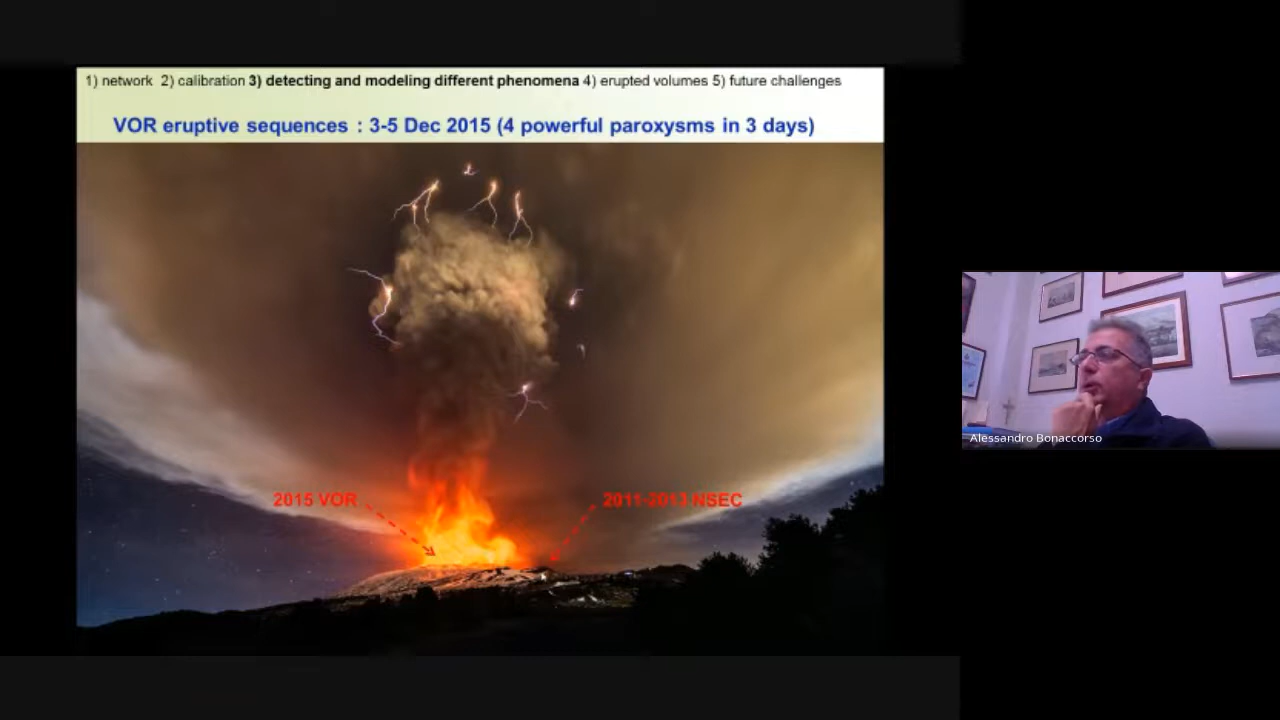 1) network 2) calibration 3) detecting and modeling different phenomena 4) erupted volumes 5) future challenges
VOR eruptive sequences : 3-5 Dec 2015 (4 powerful paroxysms in 3 days)
2015 VOR
2011-2013 NSEC
Alessandro Bonaccorso